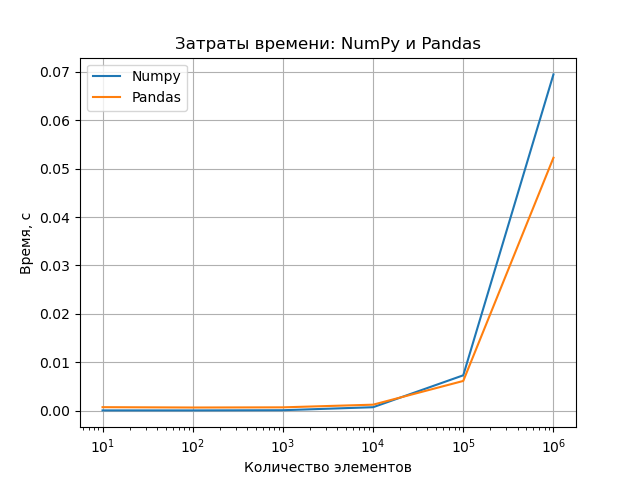 Затраты времени: NumPy и Pandas
Numpy
Pandas
0.07
0.06
0.05
0.04
0.03
0.02
0.01
0.00
Время, с
10¹
10²
10³
10⁴
10⁵
10⁶
Количество элементов